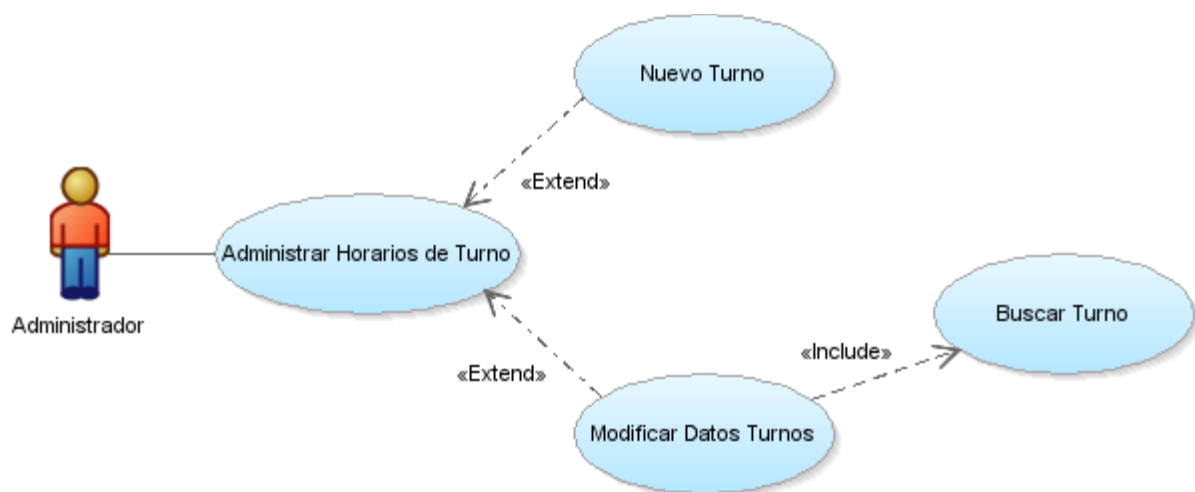 Nuevo Turno
«Extend»
Administrar Horarios de Turno
Administrador
Buscar Turno
«Include»
«Extend»
Modificar Datos Turnos